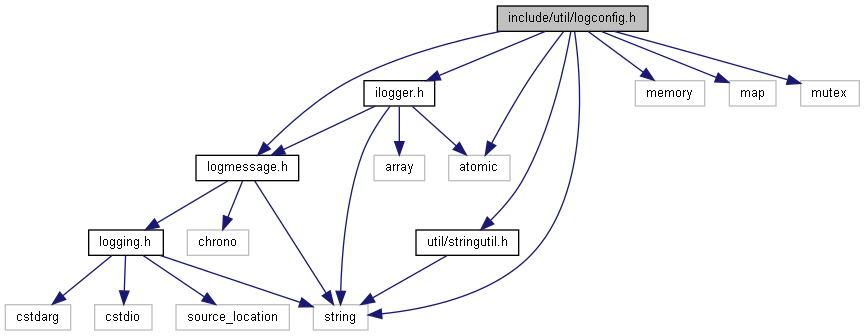 include/util/logconfig.h
ilogger.h
memory
map
mutex
logmessage.h
array
atomic
logging.h
chrono
util/stringutil.h
cstdarg
cstdio
source_location
string